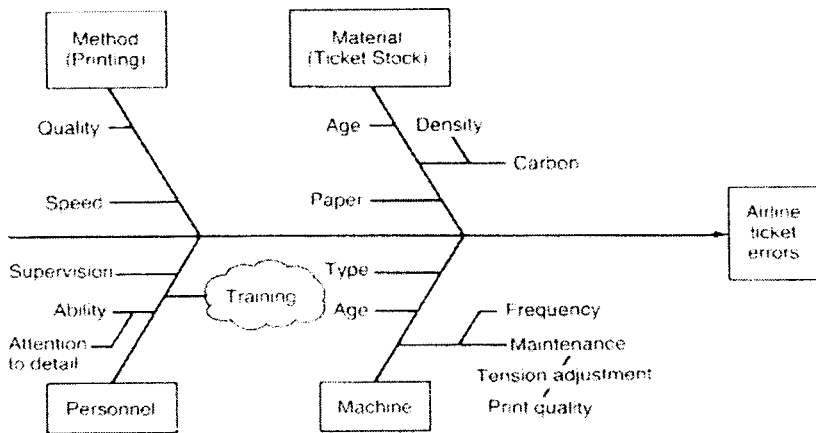 Method
(Printing)
Material
(Ticket Stock)
Quality
Age
Density
Carbon
Speed
Paper
Airline
ticket
errors
Supervision
Training
Type
Ability
Age
Frequency
Attention
to detail
Maintenance
Tension adjustment
Personnel
Machine
Print quality